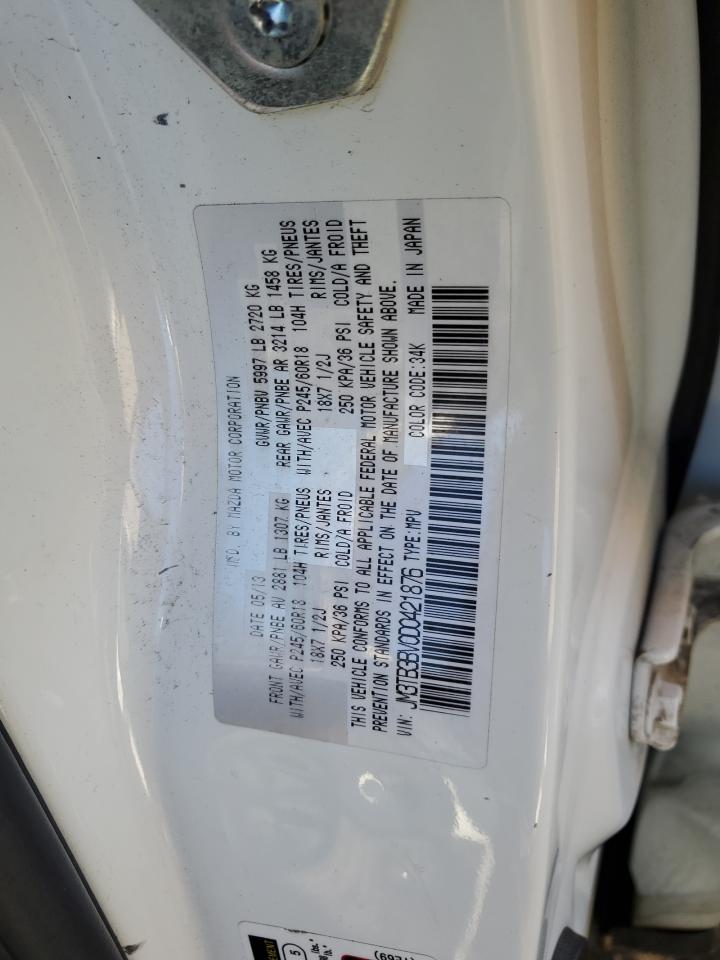 MFD. BY MAZDA MOTOR CORPORATION
DATE 05/13 GVWR/PNBV 5997 LB 2720 KG
FRONT GAWR/PNBE AV 2881 LB 1307 KG REAR GAWR/PNBE AR 3214 LB 1458 KG
WITH/AVEC P245/60R18 104H TIRES/PNEUS WITH/AVEC P245/60R18 104H TIRES/PNEUS
18X7 1/2J RIMS/JANTES 18X7 1/2J RIMS/JANTES
250 KPA/36 PSI COLD/A FROID 250 KPA/36 PSI COLD/A FROID
THIS VEHICLE CONFORMS TO ALL APPLICABLE FEDERAL MOTOR VEHICLE SAFETY AND THEFT
PREVENTION STANDARDS IN EFFECT ON THE DATE OF MANUFACTURE SHOWN ABOVE.
VIN: JM3TB3BV0D0421876 TYPE:MPV COLOR CODE:34K MADE IN JAPAN
5